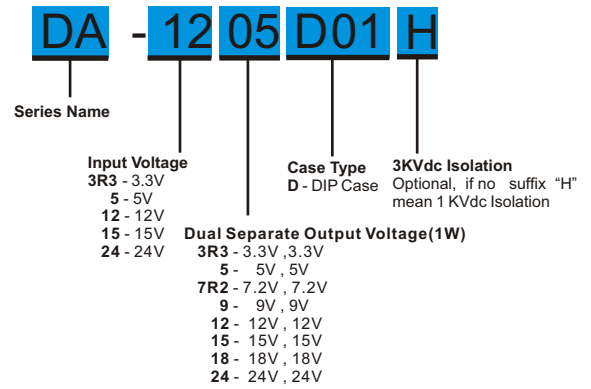 DA - 12 05 D01 H
Series Name
Input Voltage
3R3 - 3.3V
5 - 5V
12 - 12V
15 - 15V
24 - 24V
Case Type
D - DIP Case
3KVdc Isolation
Optional, if no suffix “H”
mean 1 KVdc Isolation
Dual Separate Output Voltage(1W)
3R3 - 3.3V ,3.3V
5 - 5V , 5V
7R2 - 7.2V , 7.2V
9 - 9V , 9V
12 - 12V , 12V
15 - 15V , 15V
18 - 18V , 18V
24 - 24V , 24V